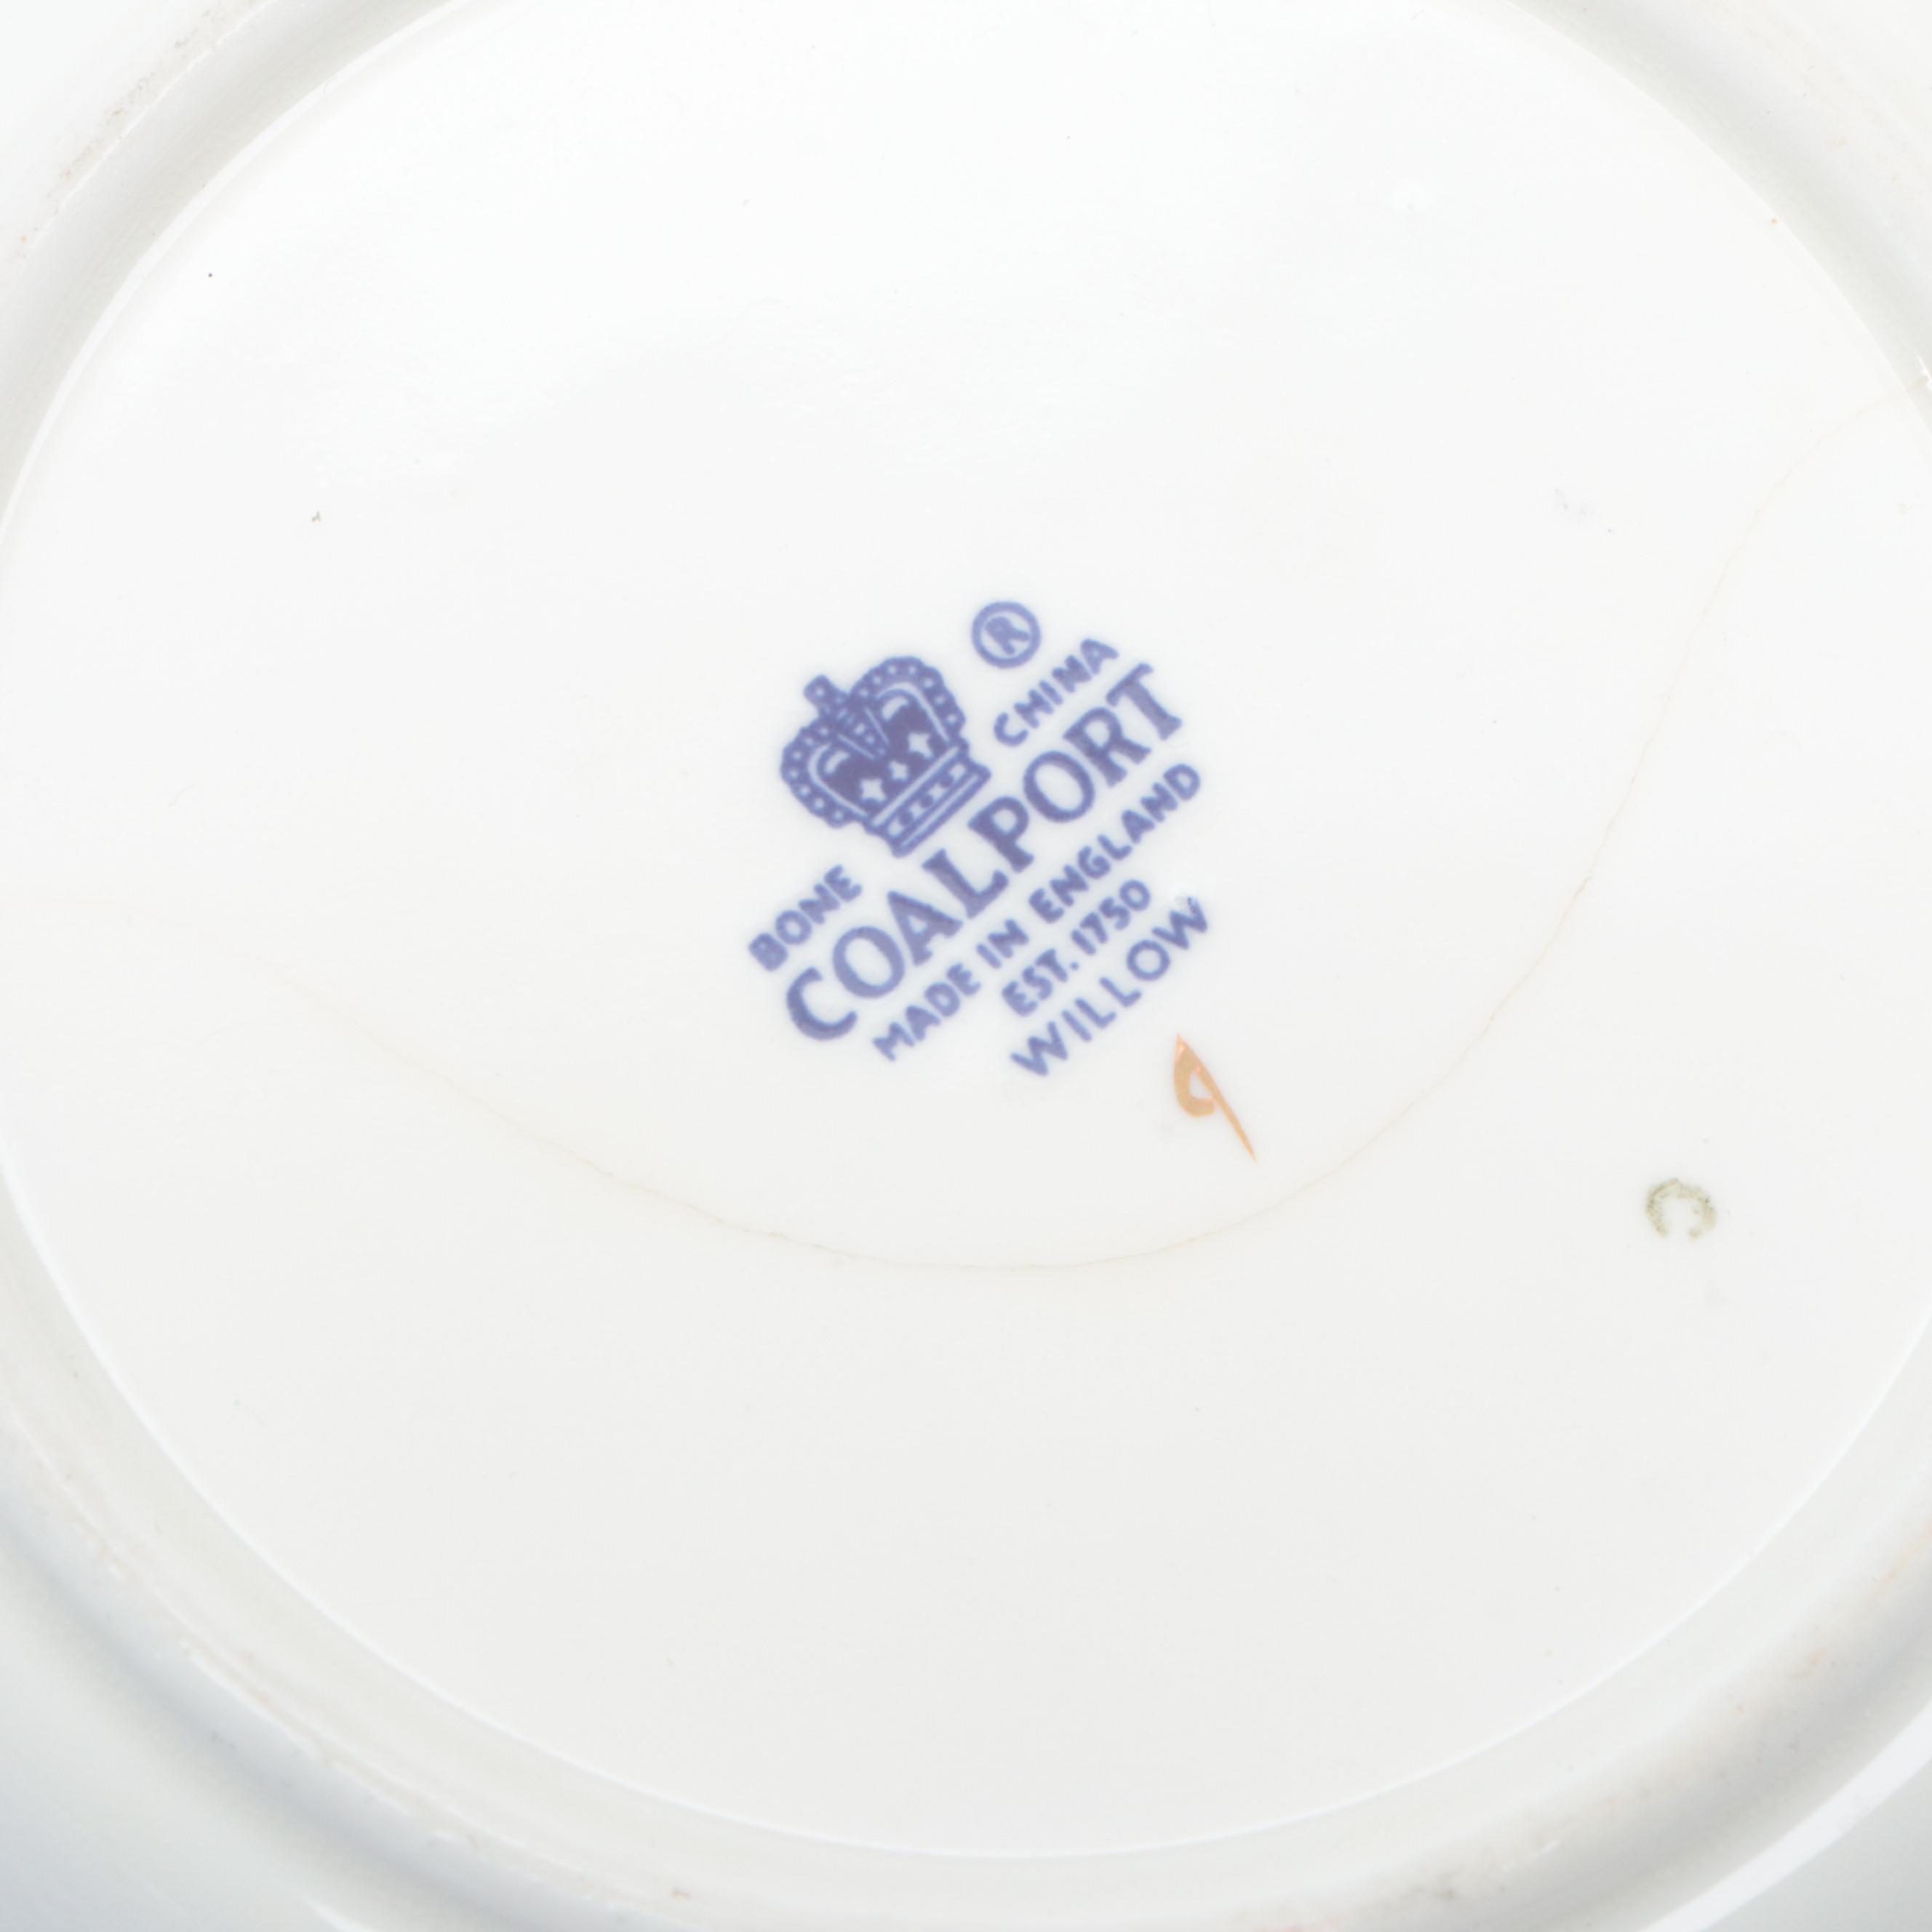 ®
BONE CHINA
COALPORT
MADE IN ENGLAND
EST. 1750
WILLOW